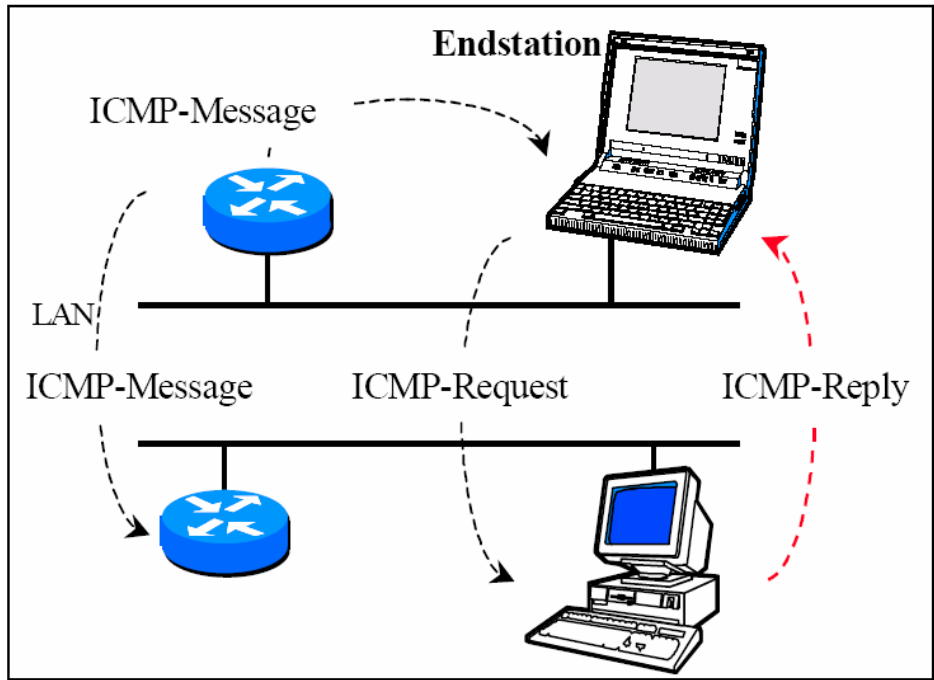 Endstation
ICMP-Message
LAN
ICMP-Message
ICMP-Request
ICMP-Reply